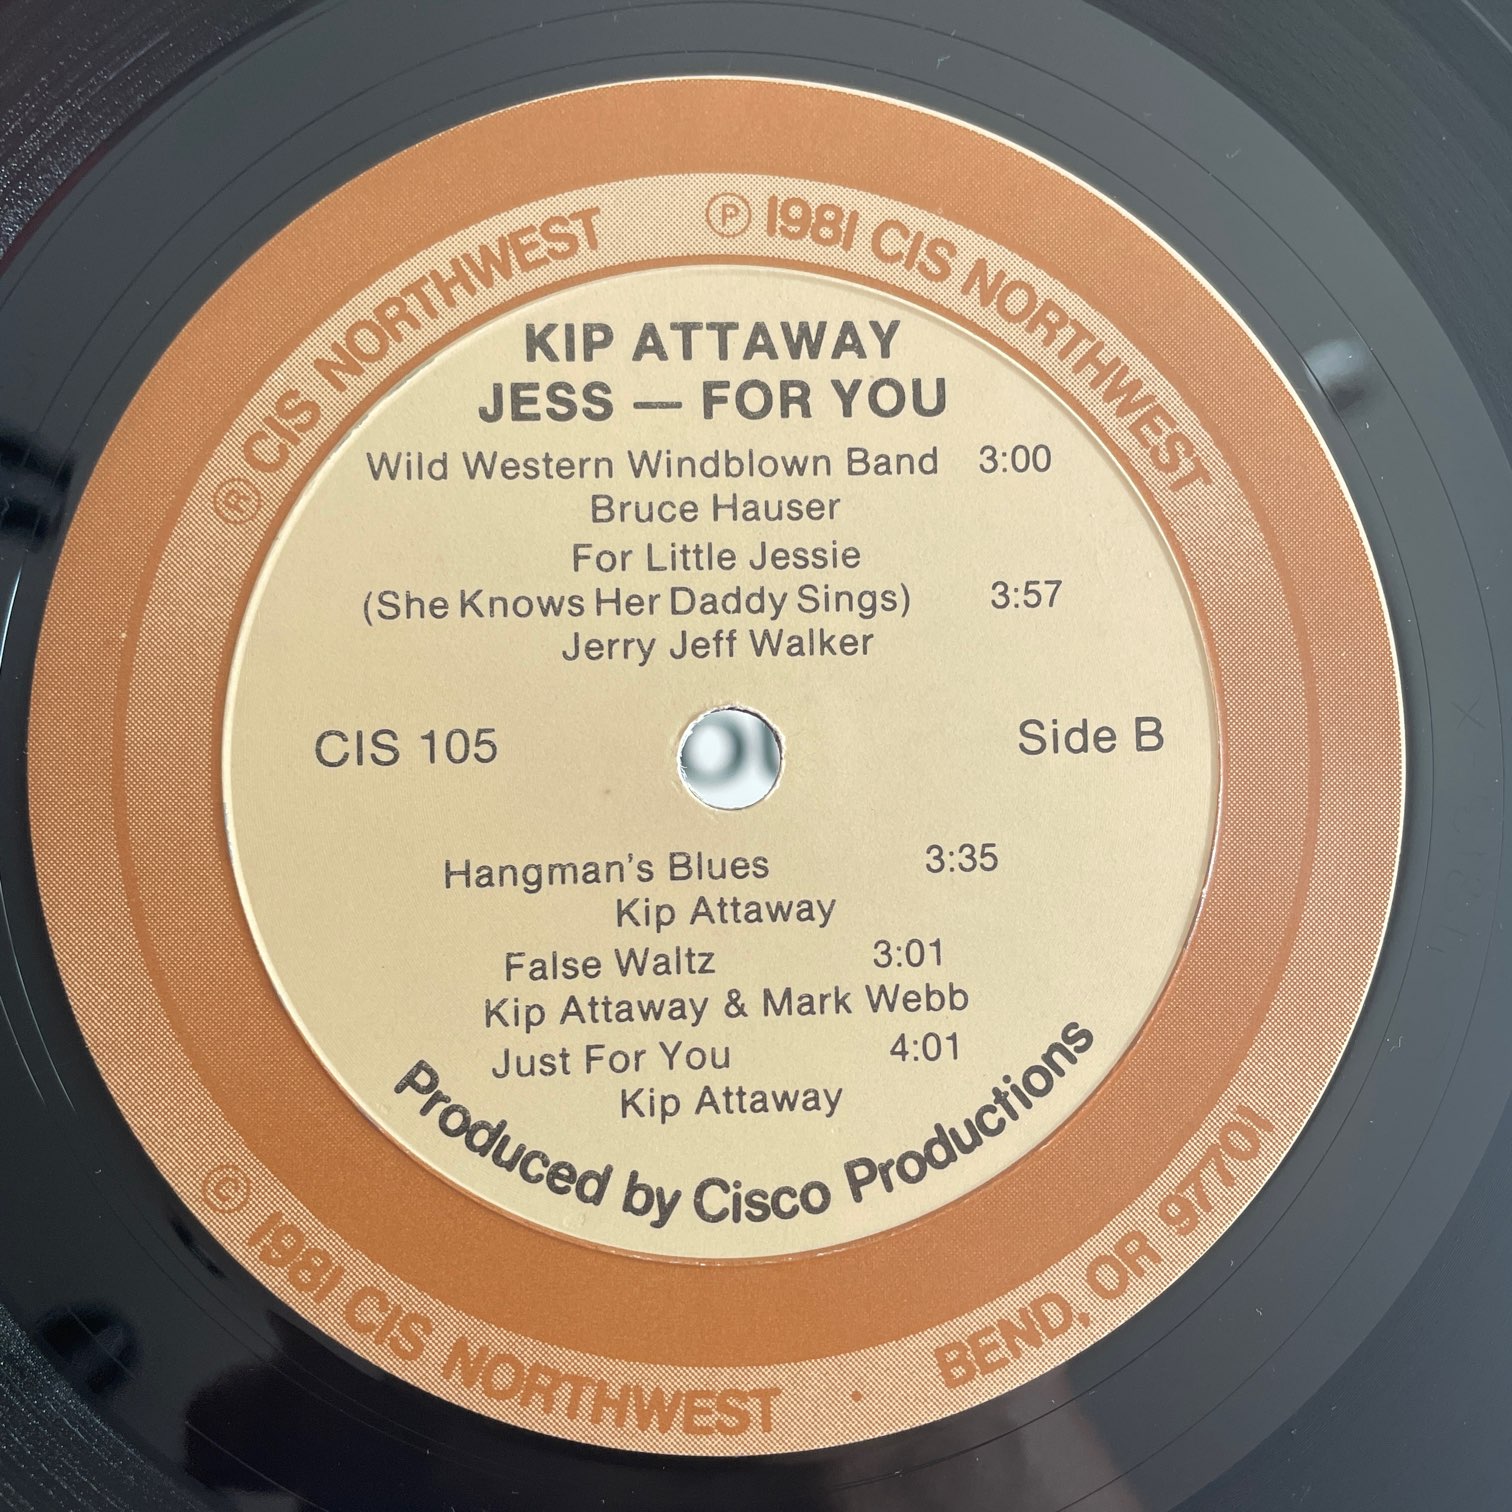 ® CIS NORTHWEST
℗ 1981 CIS NORTHWEST
KIP ATTAWAY
JESS — FOR YOU
Wild Western Windblown Band 3:00
Bruce Hauser
For Little Jessie
(She Knows Her Daddy Sings) 3:57
Jerry Jeff Walker
CIS 105
Side B
Hangman's Blues 3:35
Kip Attaway
False Waltz 3:01
Kip Attaway & Mark Webb
Just For You 4:01
Kip Attaway
Produced by Cisco Productions
© 1981 CIS NORTHWEST · BEND, OR 97701